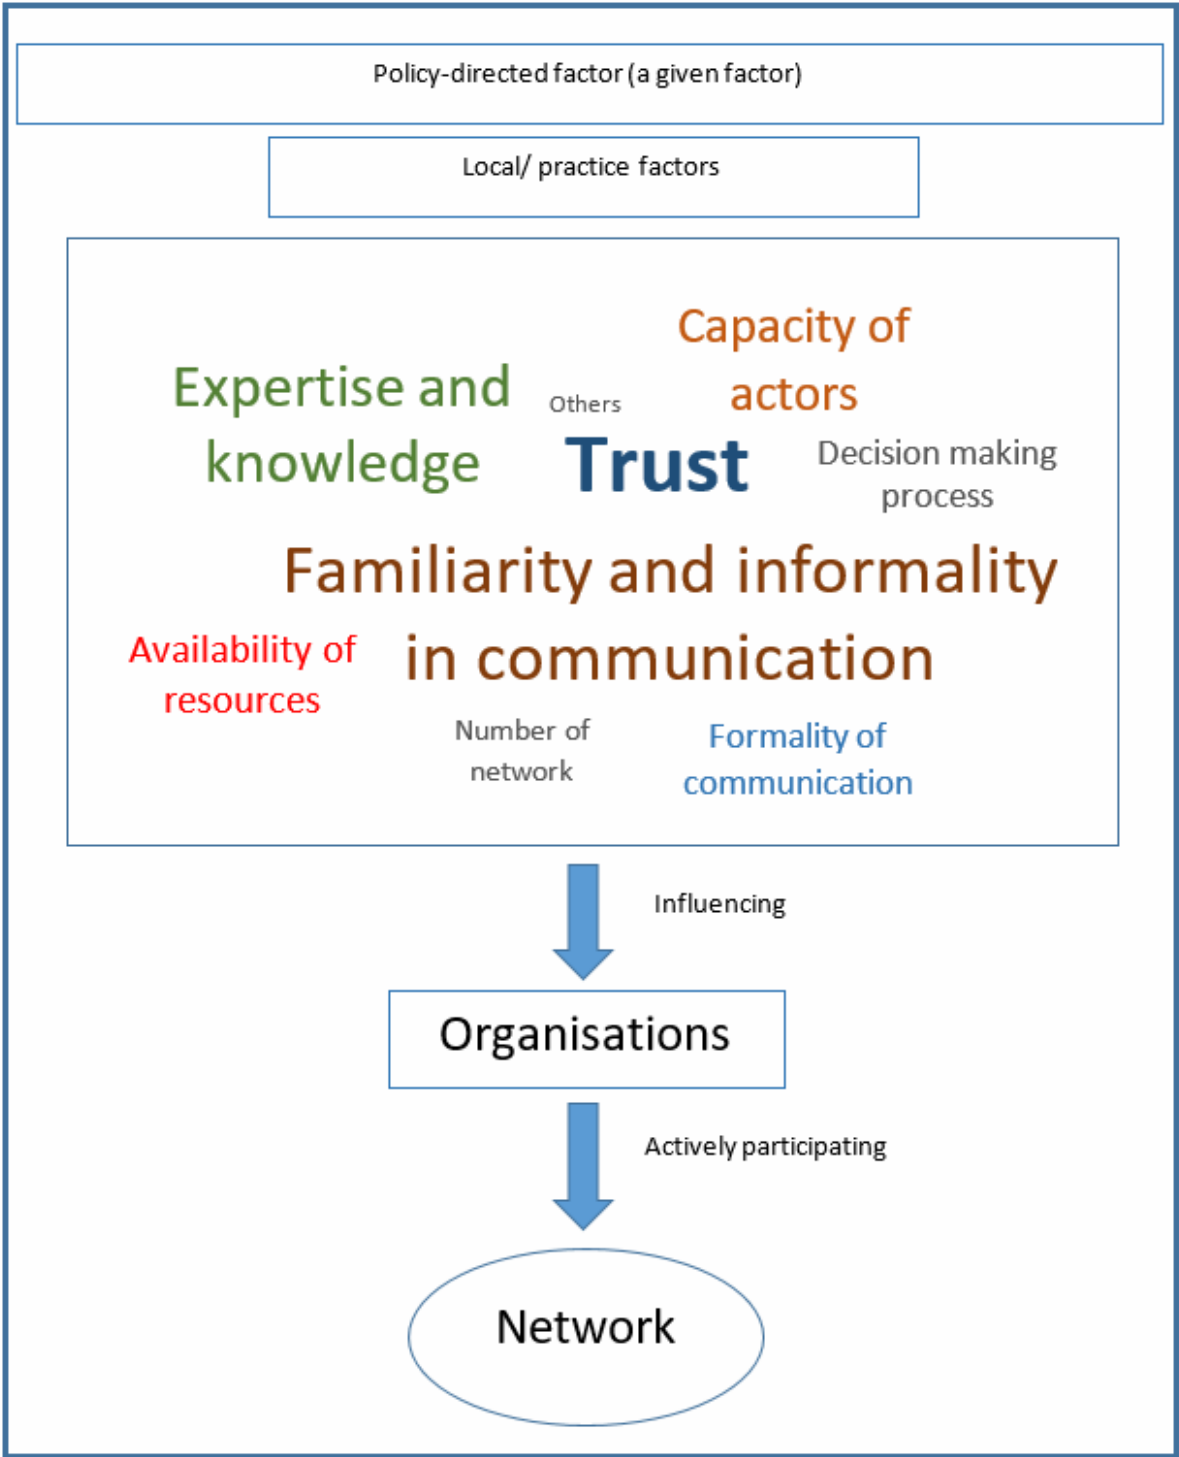 Policy-directed factor (a given factor)
Local/ practice factors
Capacity of
actors
Expertise and
knowledge
Others
Trust
Decision making
process
Familiarity and informality
in communication
Availability of
resources
Number of
network
Formality of
communication
Influencing
Organisations
Actively participating
Network